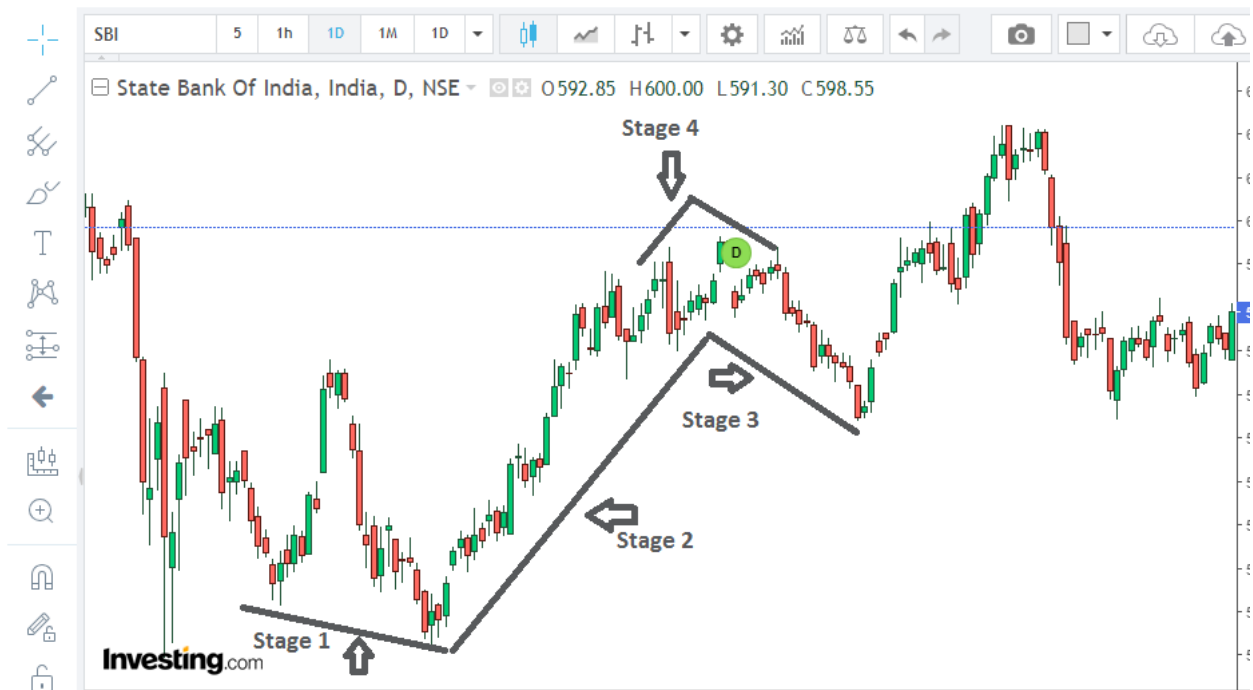 SBI 5 1h 1D 1M 1D
State Bank Of India, India, D, NSE O592.85 H600.00 L591.30 C598.55
Stage 4
D
Stage 3
Stage 2
Stage 1
Investing.com
T